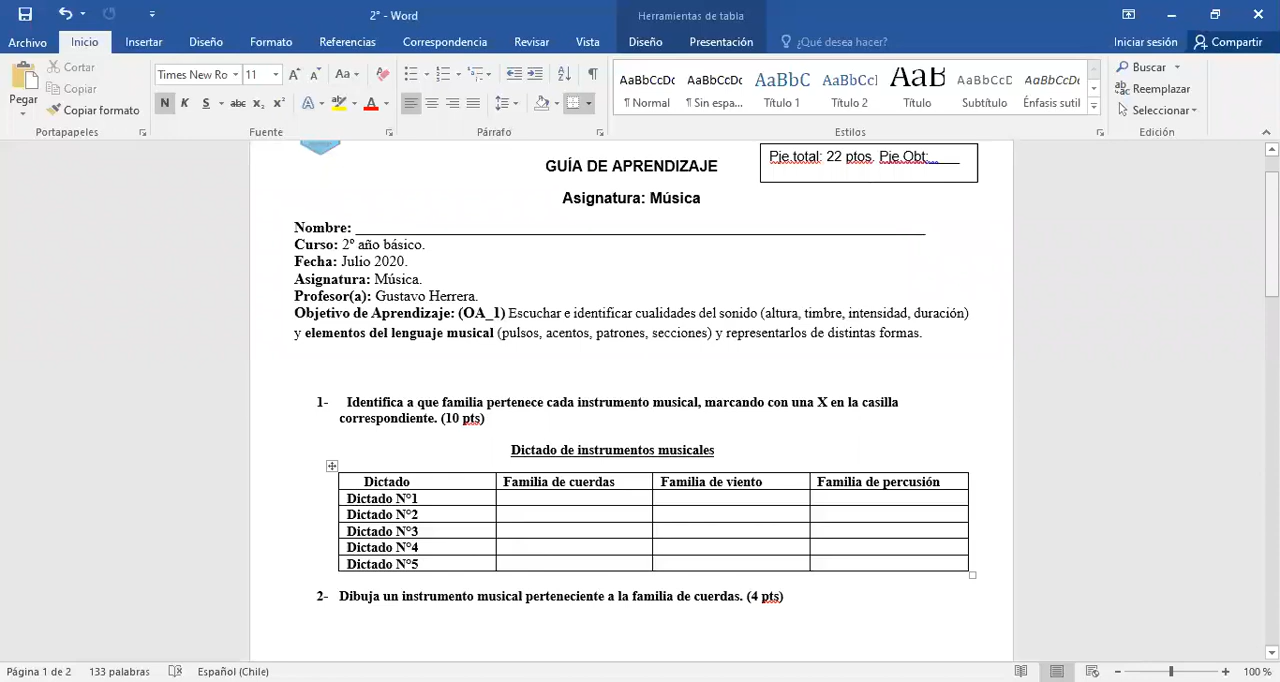 2° - Word
Herramientas de tabla
Archivo Inicio Insertar Diseño Formato Referencias Correspondencia Revisar Vista Diseño Presentación ¿Qué desea hacer? Iniciar sesión Compartir
Pegar
Cortar
Copiar
Copiar formato
Portapapeles
Times New Ro 11
Fuente
Párrafo
AaBbCcDc AaBbCcDc AaBbC AaBbCcI AaB AaBbCcD AaBbCcDc
¶ Normal ¶ Sin espa... Título 1 Título 2 Título Subtítulo Énfasis sutil
Estilos
Buscar
Reemplazar
Seleccionar
Edición
GUÍA DE APRENDIZAJE
Pje.total: 22 ptos. Pje.Obt:____
Asignatura: Música
Nombre: ____________________
Curso: 2º año básico.
Fecha: Julio 2020.
Asignatura: Música.
Profesor(a): Gustavo Herrera.
Objetivo de Aprendizaje: (OA_1) Escuchar e identificar cualidades del sonido (altura, timbre, intensidad, duración)
y elementos del lenguaje musical (pulsos, acentos, patrones, secciones) y representarlos de distintas formas.
1- Identifica a que familia pertenece cada instrumento musical, marcando con una X en la casilla
correspondiente. (10 pts)
Dictado de instrumentos musicales
Dictado Familia de cuerdas Familia de viento Familia de percusión
Dictado N°1
Dictado N°2
Dictado N°3
Dictado N°4
Dictado N°5
2- Dibuja un instrumento musical perteneciente a la familia de cuerdas. (4 pts)
Página 1 de 2 133 palabras Español (Chile) 100 %